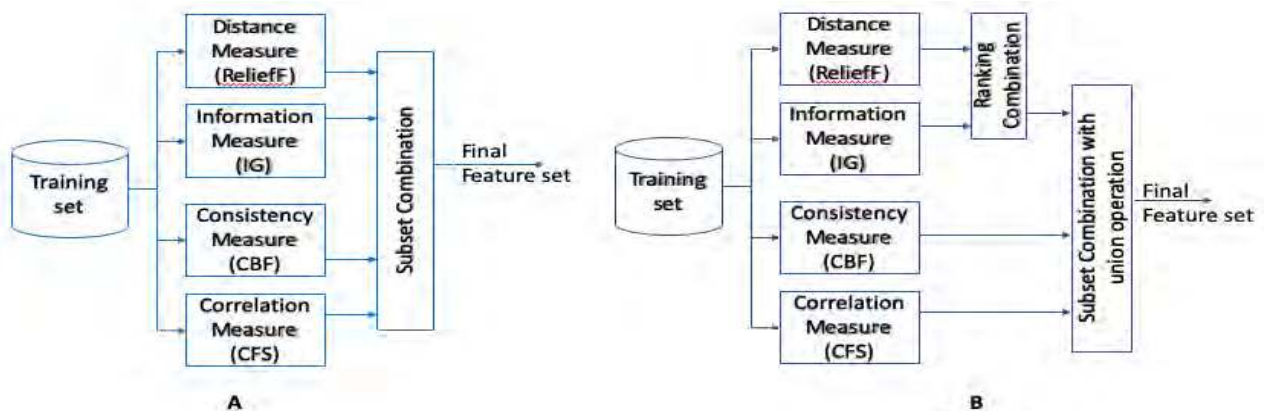 Training
set
Distance
Measure
(ReliefF)
Information
Measure
(IG)
Consistency
Measure
(CBF)
Correlation
Measure
(CFS)
Subset Combination
Final
Feature set
A
Training
set
Distance
Measure
(ReliefF)
Information
Measure
(IG)
Consistency
Measure
(CBF)
Correlation
Measure
(CFS)
Ranking
Combination
Subset Combination with
union operation
Final
Feature set
B